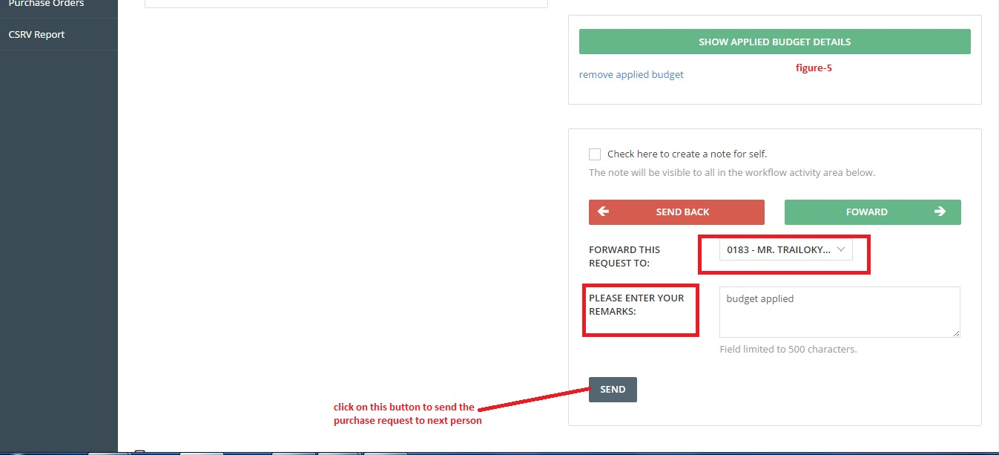 Purchase Orders
CSRV Report
SHOW APPLIED BUDGET DETAILS
figure-5
remove applied budget
Check here to create a note for self.
The note will be visible to all in the workflow activity area below.
SEND BACK
FOWARD
FORWARD THIS
REQUEST TO:
0183 - MR. TRAILOKY...
PLEASE ENTER YOUR
REMARKS:
budget applied
Field limited to 500 characters.
SEND
click on this button to send the
purchase request to next person